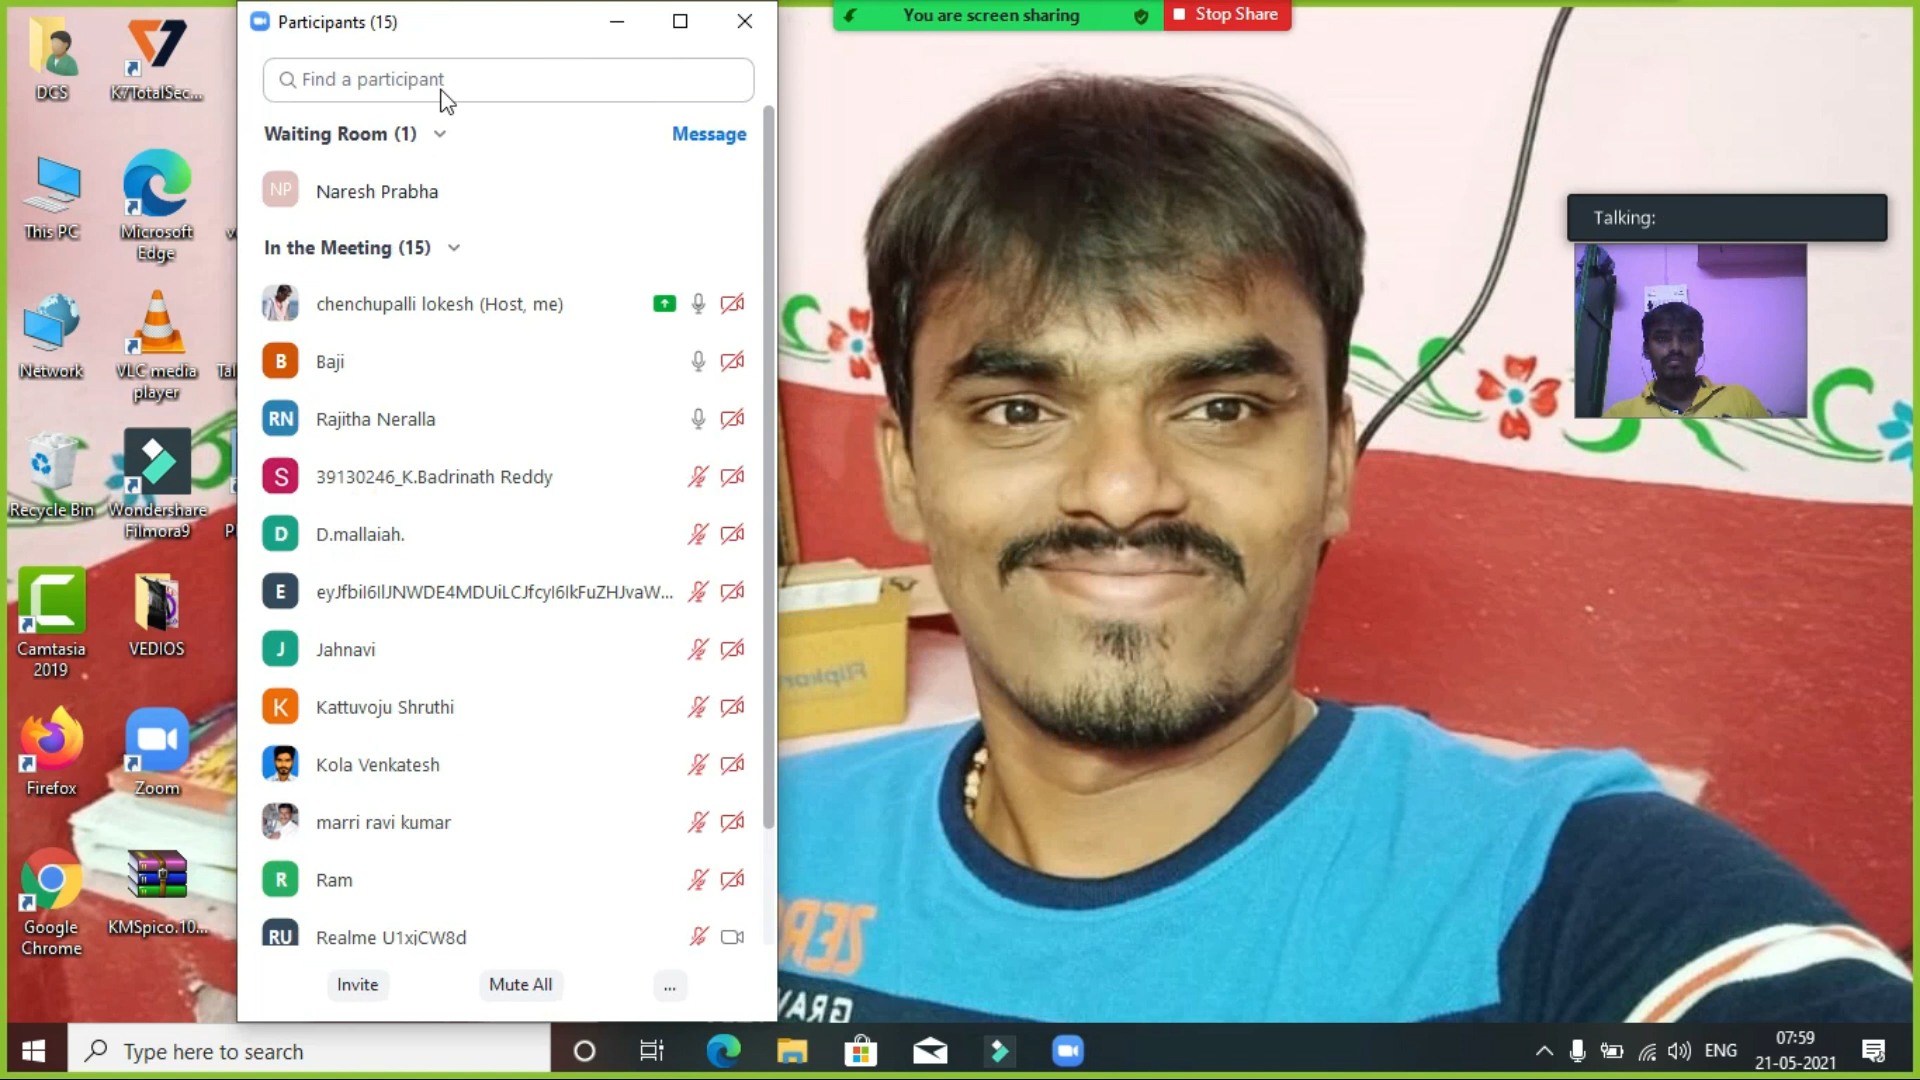 DCS
K7TotalSec...
This PC
Microsoft
Edge
Network
VLC media
player
Recycle Bin
Wondershare
Filmora9
Camtasia
2019
VEDIOS
Firefox
Zoom
Google
Chrome
KMSpico.10...
Participants (15)
Find a participant
Waiting Room (1)
Message
NP
Naresh Prabha
In the Meeting (15)
chenchupalli lokesh (Host, me)
B
Baji
RN
Rajitha Neralla
S
39130246_K.Badrinath Reddy
D
D.mallaiah.
E
J
Jahnavi
K
Kattuvoju Shruthi
Kola Venkatesh
marri ravi kumar
R
Ram
RU
Realme U1xjCW8d
Invite
Mute All
...
You are screen sharing
Stop Share
Talking:
Flipkart
ZER
GRAV
Type here to search
ENG
07:59
21-05-2021